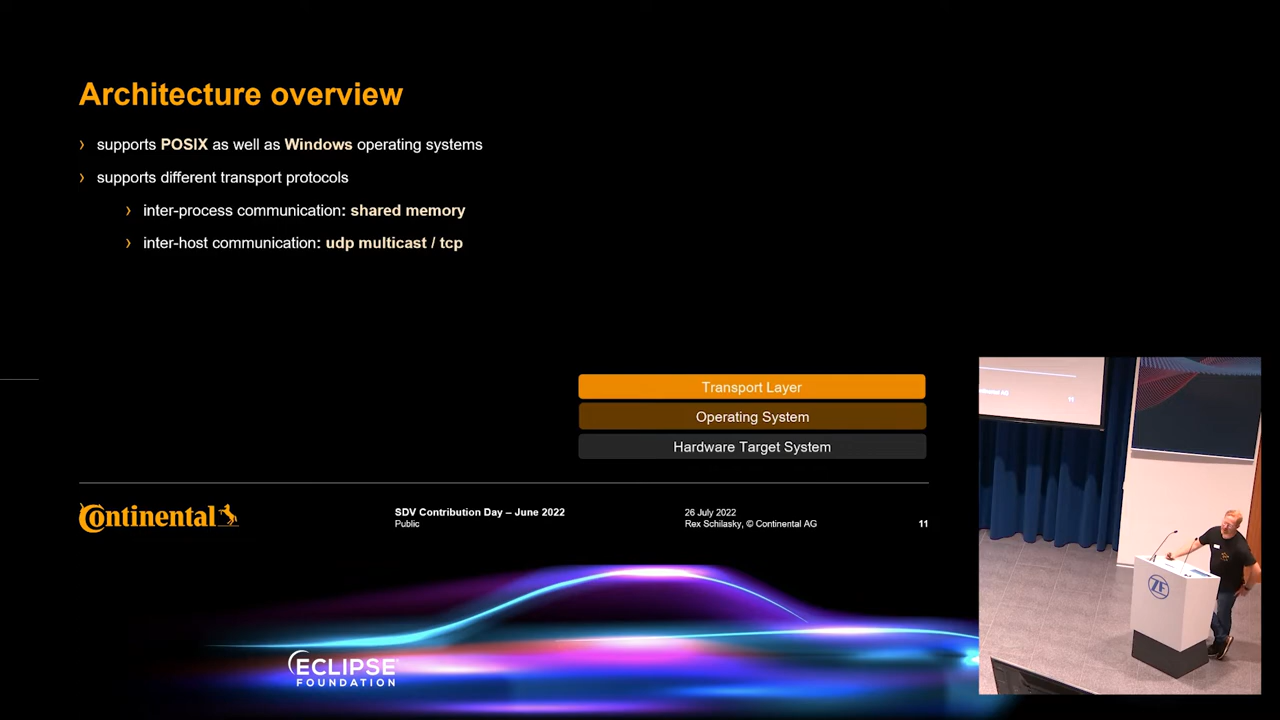 Architecture overview
› supports POSIX as well as Windows operating systems
› supports different transport protocols
› inter-process communication: shared memory
› inter-host communication: udp multicast / tcp
Transport Layer
Operating System
Hardware Target System
Continental
SDV Contribution Day – June 2022
Public
26 July 2022
Rex Schilasky, © Continental AG
11
ZF
ECLIPSE
FOUNDATION